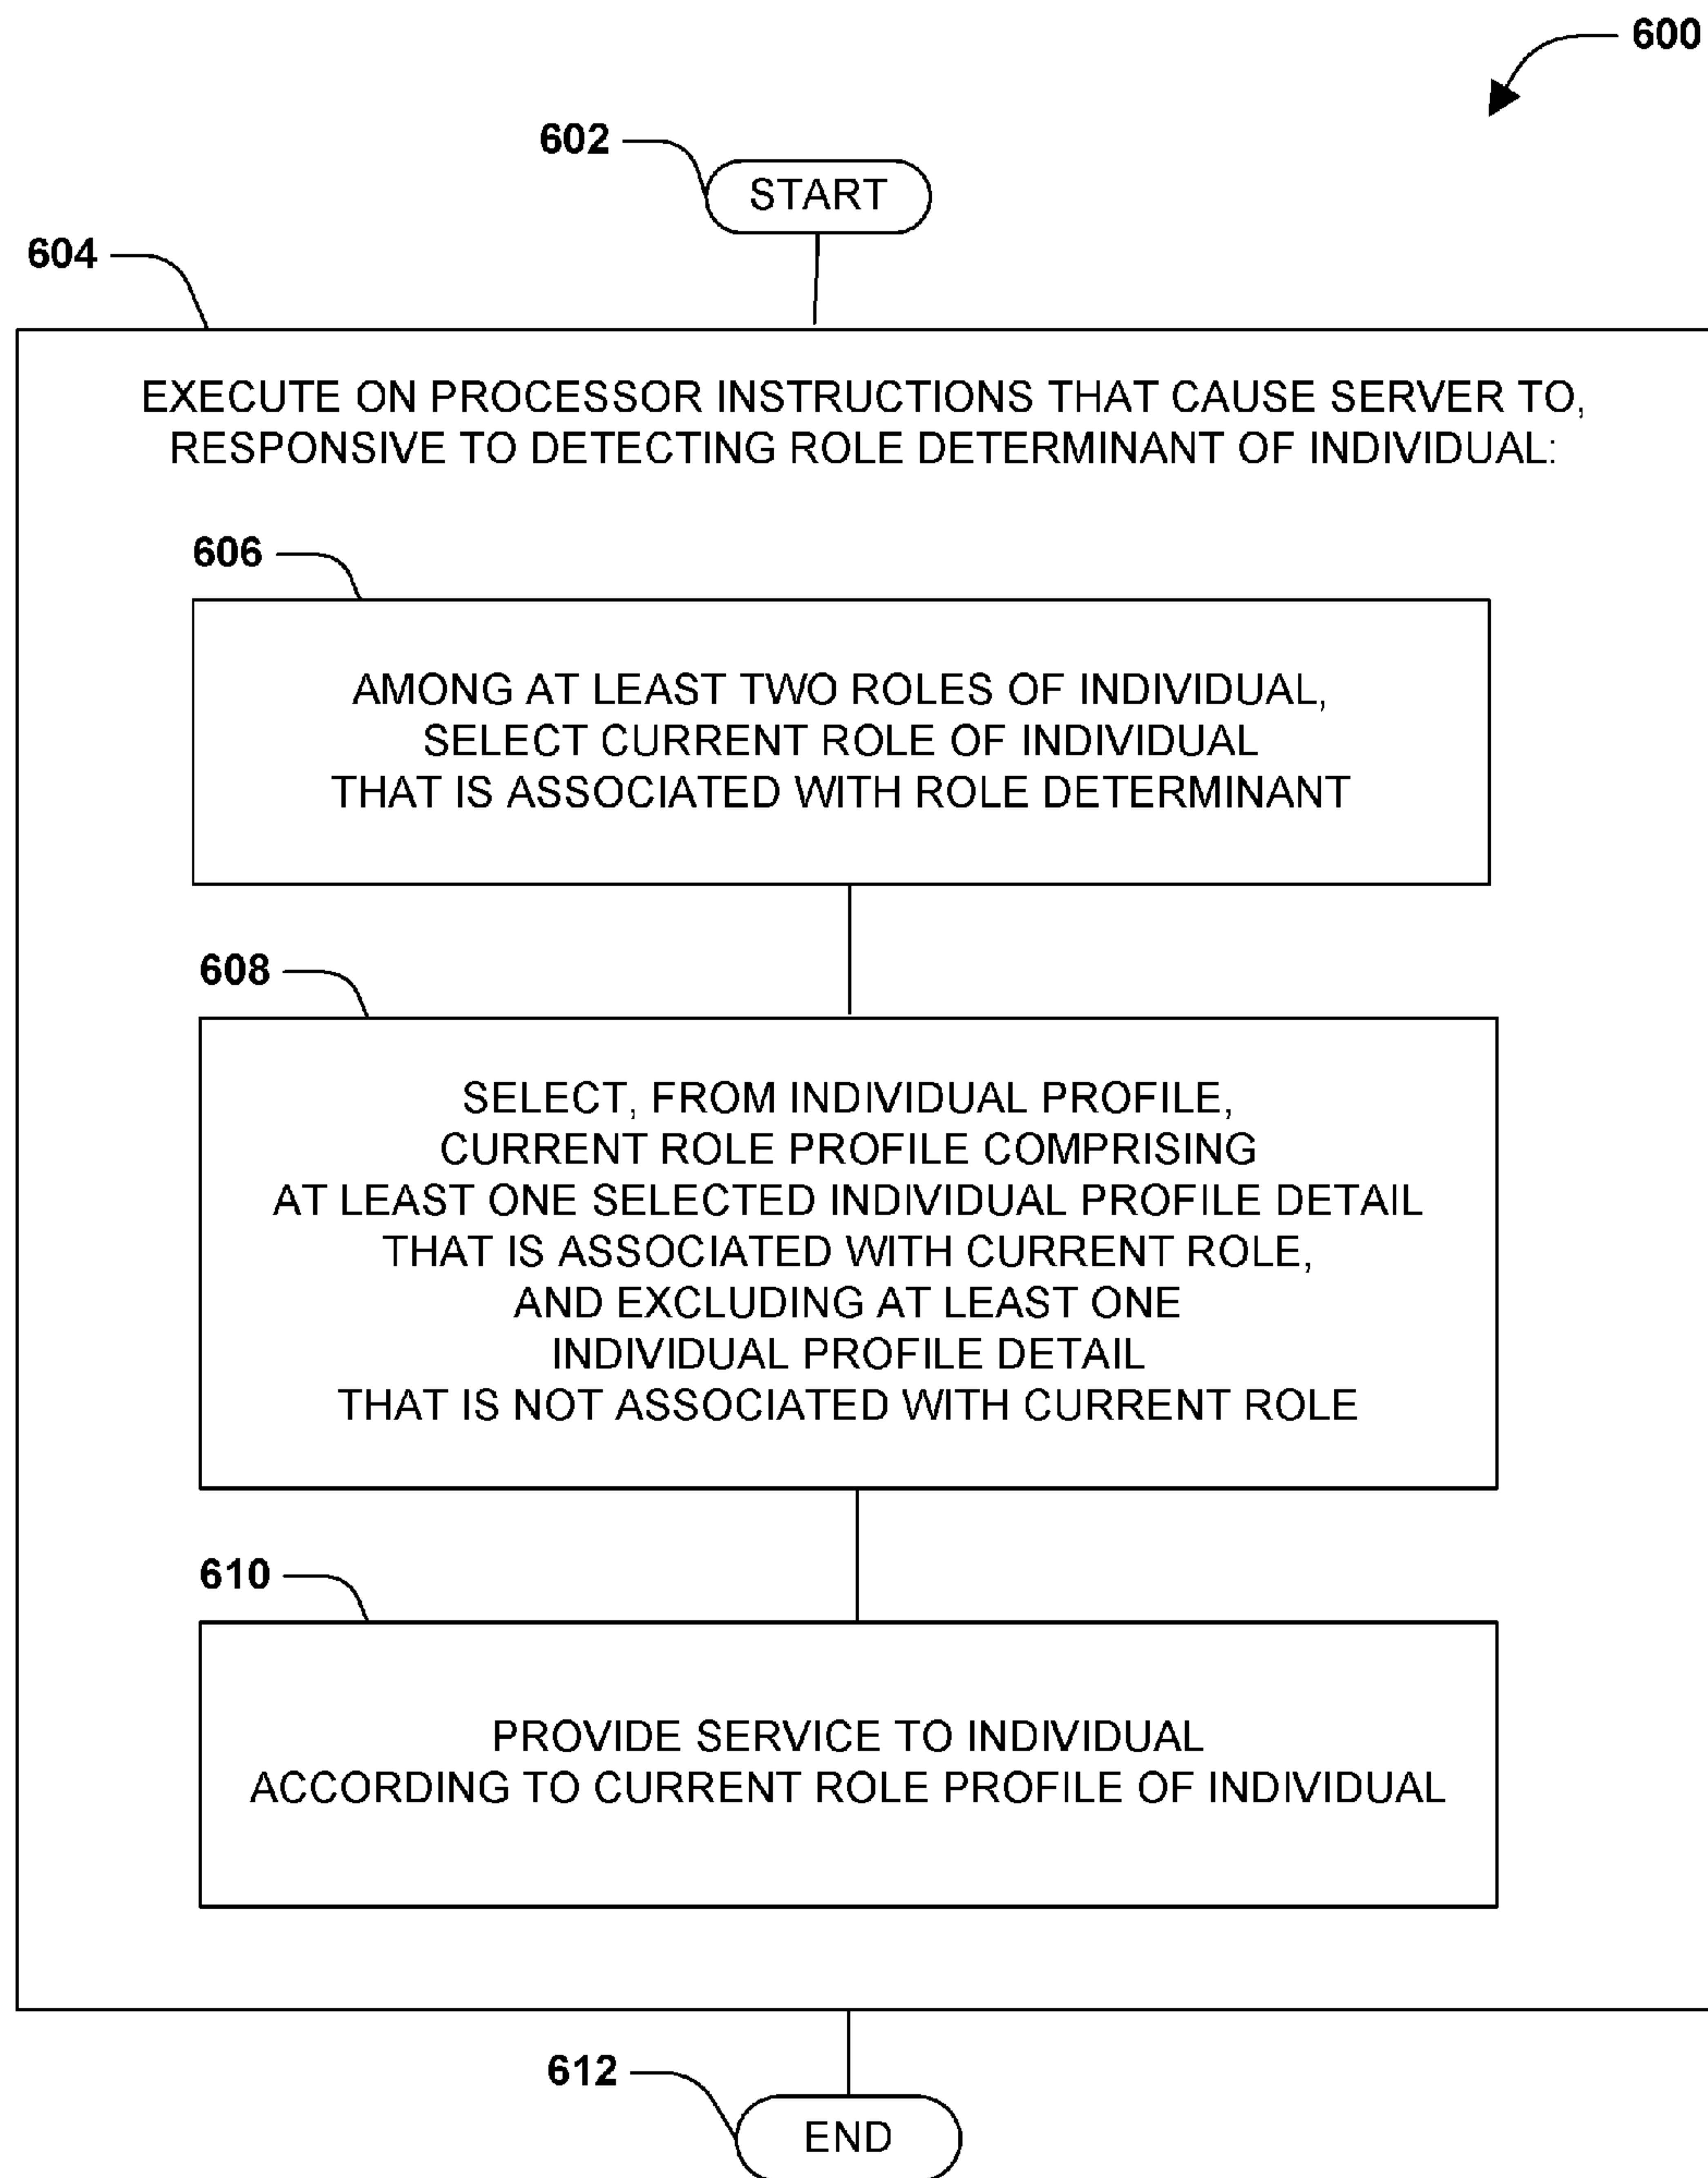 600
602
START
604
EXECUTE ON PROCESSOR INSTRUCTIONS THAT CAUSE SERVER TO,
RESPONSIVE TO DETECTING ROLE DETERMINANT OF INDIVIDUAL:
606
AMONG AT LEAST TWO ROLES OF INDIVIDUAL,
SELECT CURRENT ROLE OF INDIVIDUAL
THAT IS ASSOCIATED WITH ROLE DETERMINANT
608
SELECT, FROM INDIVIDUAL PROFILE,
CURRENT ROLE PROFILE COMPRISING
AT LEAST ONE SELECTED INDIVIDUAL PROFILE DETAIL
THAT IS ASSOCIATED WITH CURRENT ROLE,
AND EXCLUDING AT LEAST ONE
INDIVIDUAL PROFILE DETAIL
THAT IS NOT ASSOCIATED WITH CURRENT ROLE
610
PROVIDE SERVICE TO INDIVIDUAL
ACCORDING TO CURRENT ROLE PROFILE OF INDIVIDUAL
612
END